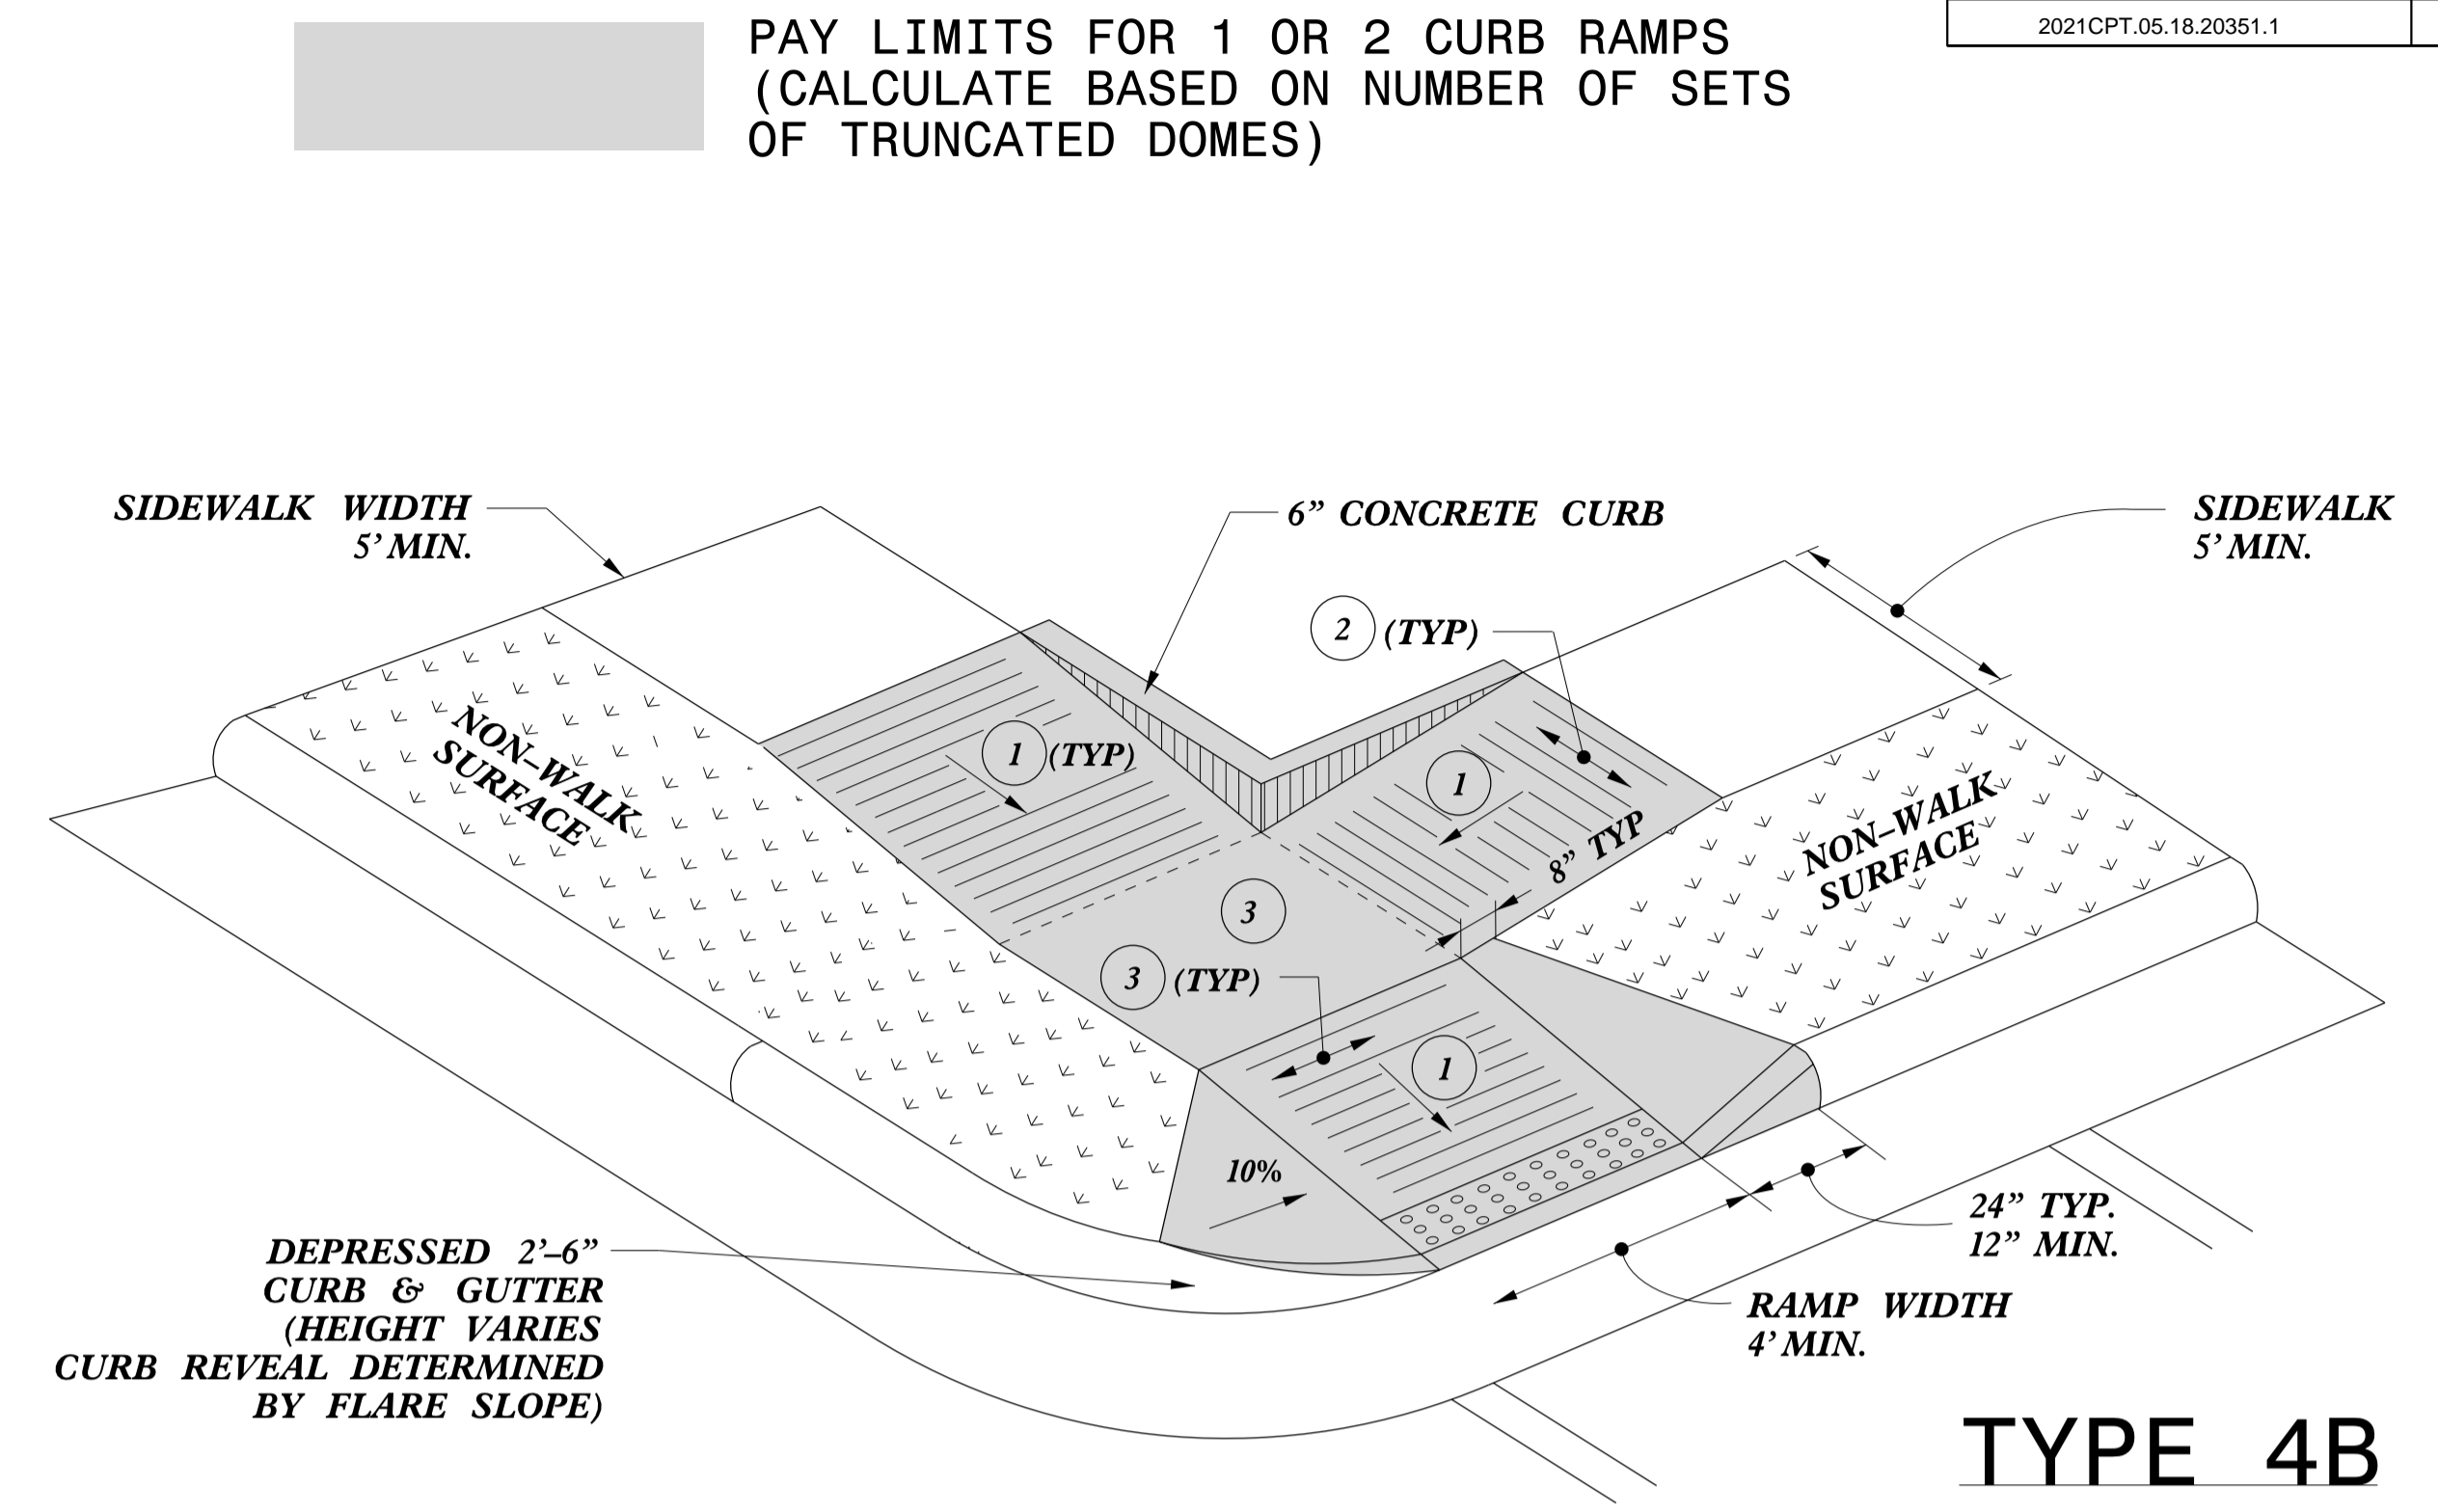 PAY LIMITS FOR 1 OR 2 CURB RAMPS
(CALCULATE BASED ON NUMBER OF SETS
OF TRUNCATED DOMES)
2021CPT.05.18.20351.1
SIDEWALK WIDTH
5' MIN.
6" CONCRETE CURB
SIDEWALK
5' MIN.
2 (TYP)
NON-WALK
SURFACE
1 (TYP)
1
8" TYP
NON-WALK
SURFACE
3
3 (TYP)
1
10%
24" TYP.
12" MIN.
DEPRESSED 2'-6"
CURB & GUTTER
(HEIGHT VARIES
CURB REVEAL DETERMINED
BY FLARE SLOPE)
RAMP WIDTH
4' MIN.
TYPE 4B